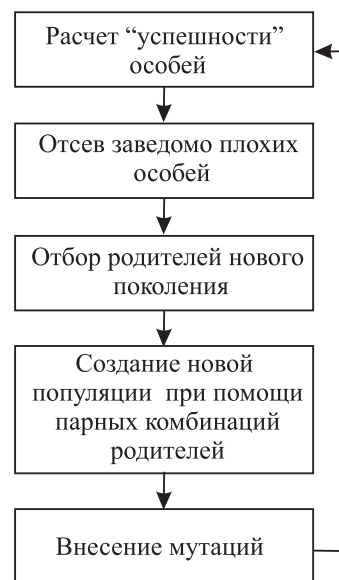 Расчет “успешности”
особей
Отсев заведомо плохих
особей
Отбор родителей нового
поколения
Создание новой
популяции при помощи
парных комбинаций
родителей
Внесение мутаций